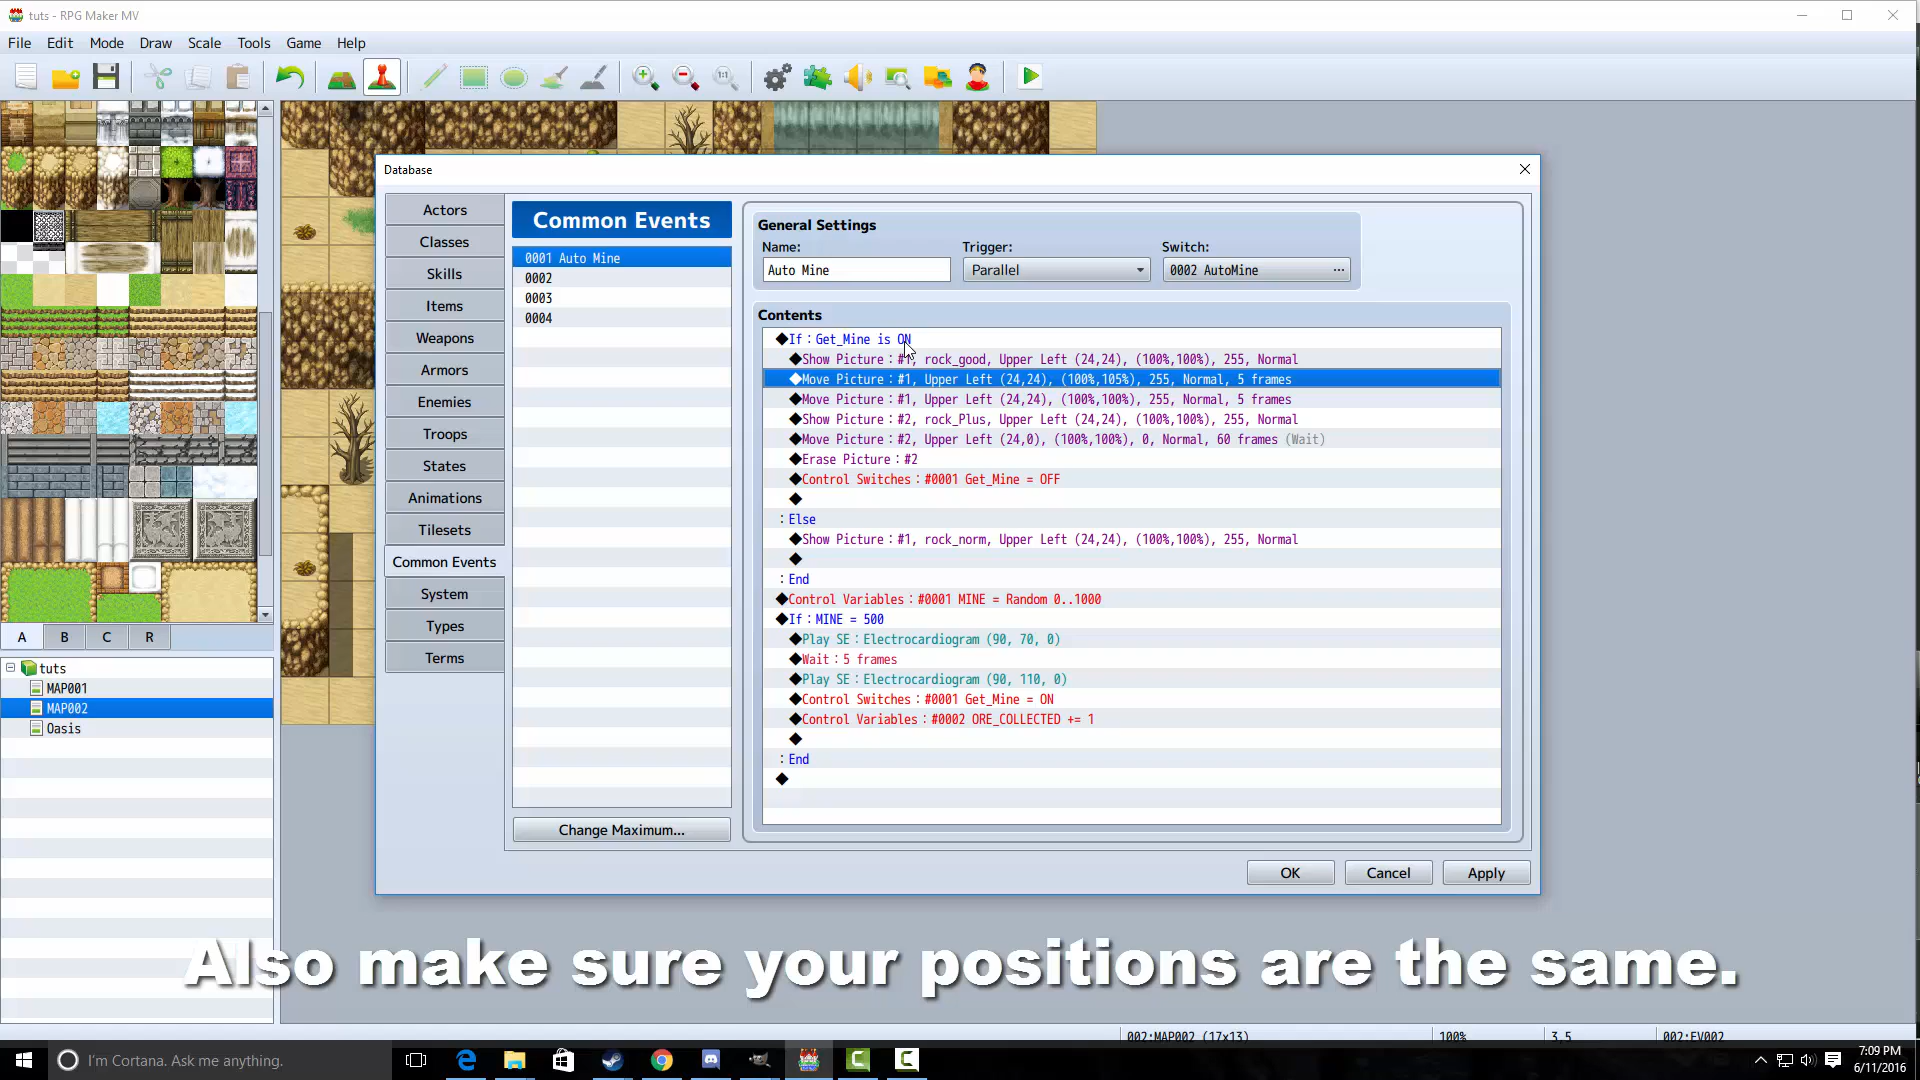 tuts - RPG Maker MV
File Edit Mode Draw Scale Tools Game Help
1:1
Database
Actors
Classes
Skills
Items
Weapons
Armors
Enemies
Troops
States
Animations
Tilesets
Common Events
System
Types
Terms
Common Events
0001 Auto Mine
0002
0003
0004
Change Maximum...
General Settings
Name: Trigger: Switch:
Auto Mine Parallel 0002 AutoMine ...
Contents
◆If：Get_Mine is ON
◆Show Picture：#1, rock_good, Upper Left (24,24), (100%,100%), 255, Normal
◆Move Picture：#1, Upper Left (24,24), (100%,105%), 255, Normal, 5 frames
◆Move Picture：#1, Upper Left (24,24), (100%,100%), 255, Normal, 5 frames
◆Show Picture：#2, rock_Plus, Upper Left (24,24), (100%,100%), 255, Normal
◆Move Picture：#2, Upper Left (24,0), (100%,100%), 0, Normal, 60 frames (Wait)
◆Erase Picture：#2
◆Control Switches：#0001 Get_Mine = OFF
◆
：Else
◆Show Picture：#1, rock_norm, Upper Left (24,24), (100%,100%), 255, Normal
◆
：End
◆Control Variables：#0001 MINE = Random 0..1000
◆If：MINE = 500
◆Play SE：Electrocardiogram (90, 70, 0)
◆Wait：5 frames
◆Play SE：Electrocardiogram (90, 110, 0)
◆Control Switches：#0001 Get_Mine = ON
◆Control Variables：#0002 ORE_COLLECTED += 1
◆
：End
◆
OK Cancel Apply
A B C R
tuts
MAP001
MAP002
Oasis
Also make sure your positions are the same.
002:MAP002 (17x13) 100% 3,5 002:EV002
I'm Cortana. Ask me anything.
7:09 PM
6/11/2016